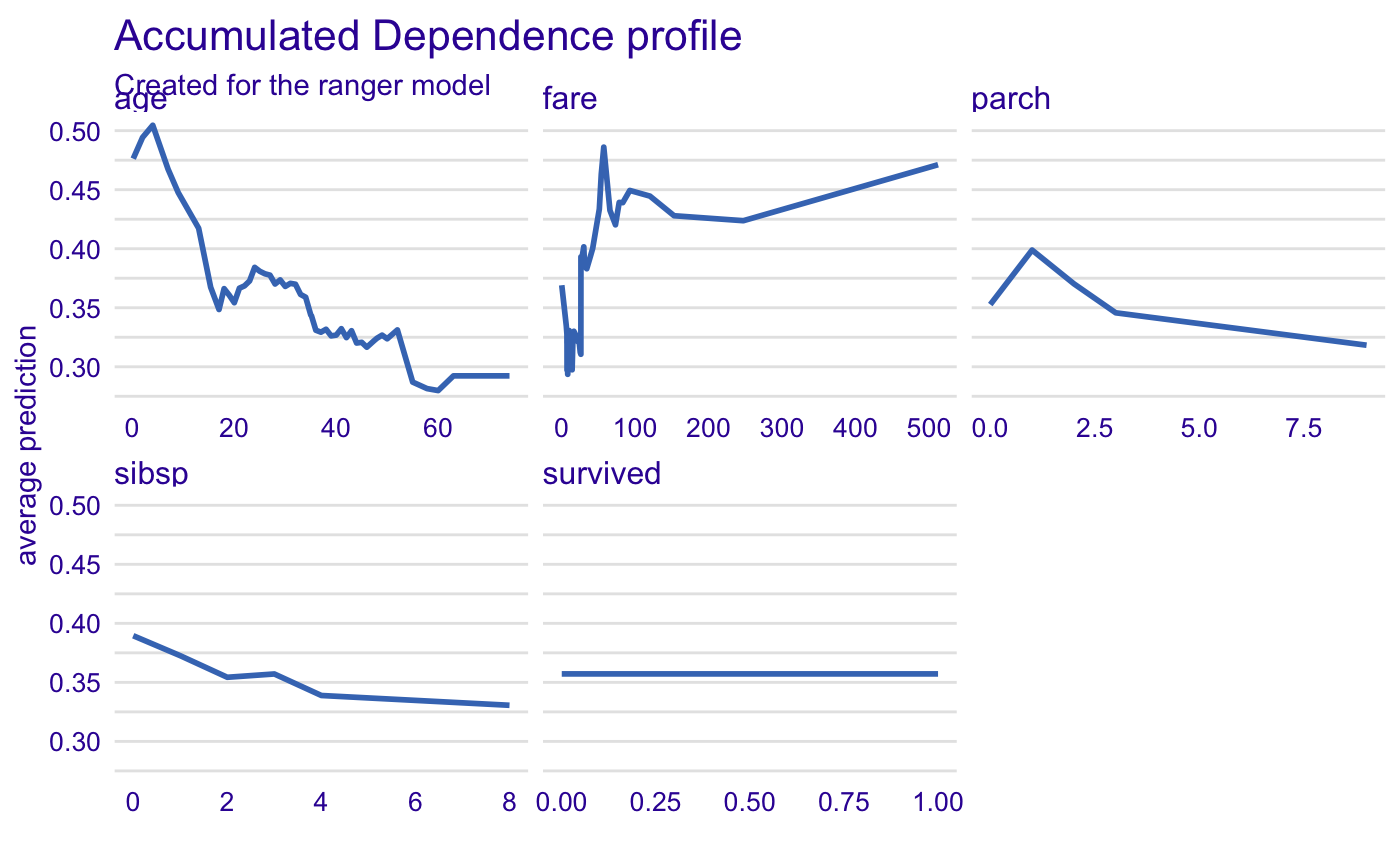 Accumulated Dependence profile
Created for the ranger model
age
fare
parch
0.50
0.45
0.40
0.35
0.30
0 20 40 60
0 100 200 300 400 500
0.0 2.5 5.0 7.5
average prediction
sibsp
survived
0.50
0.45
0.40
0.35
0.30
0 2 4 6 8
0.00 0.25 0.50 0.75 1.00